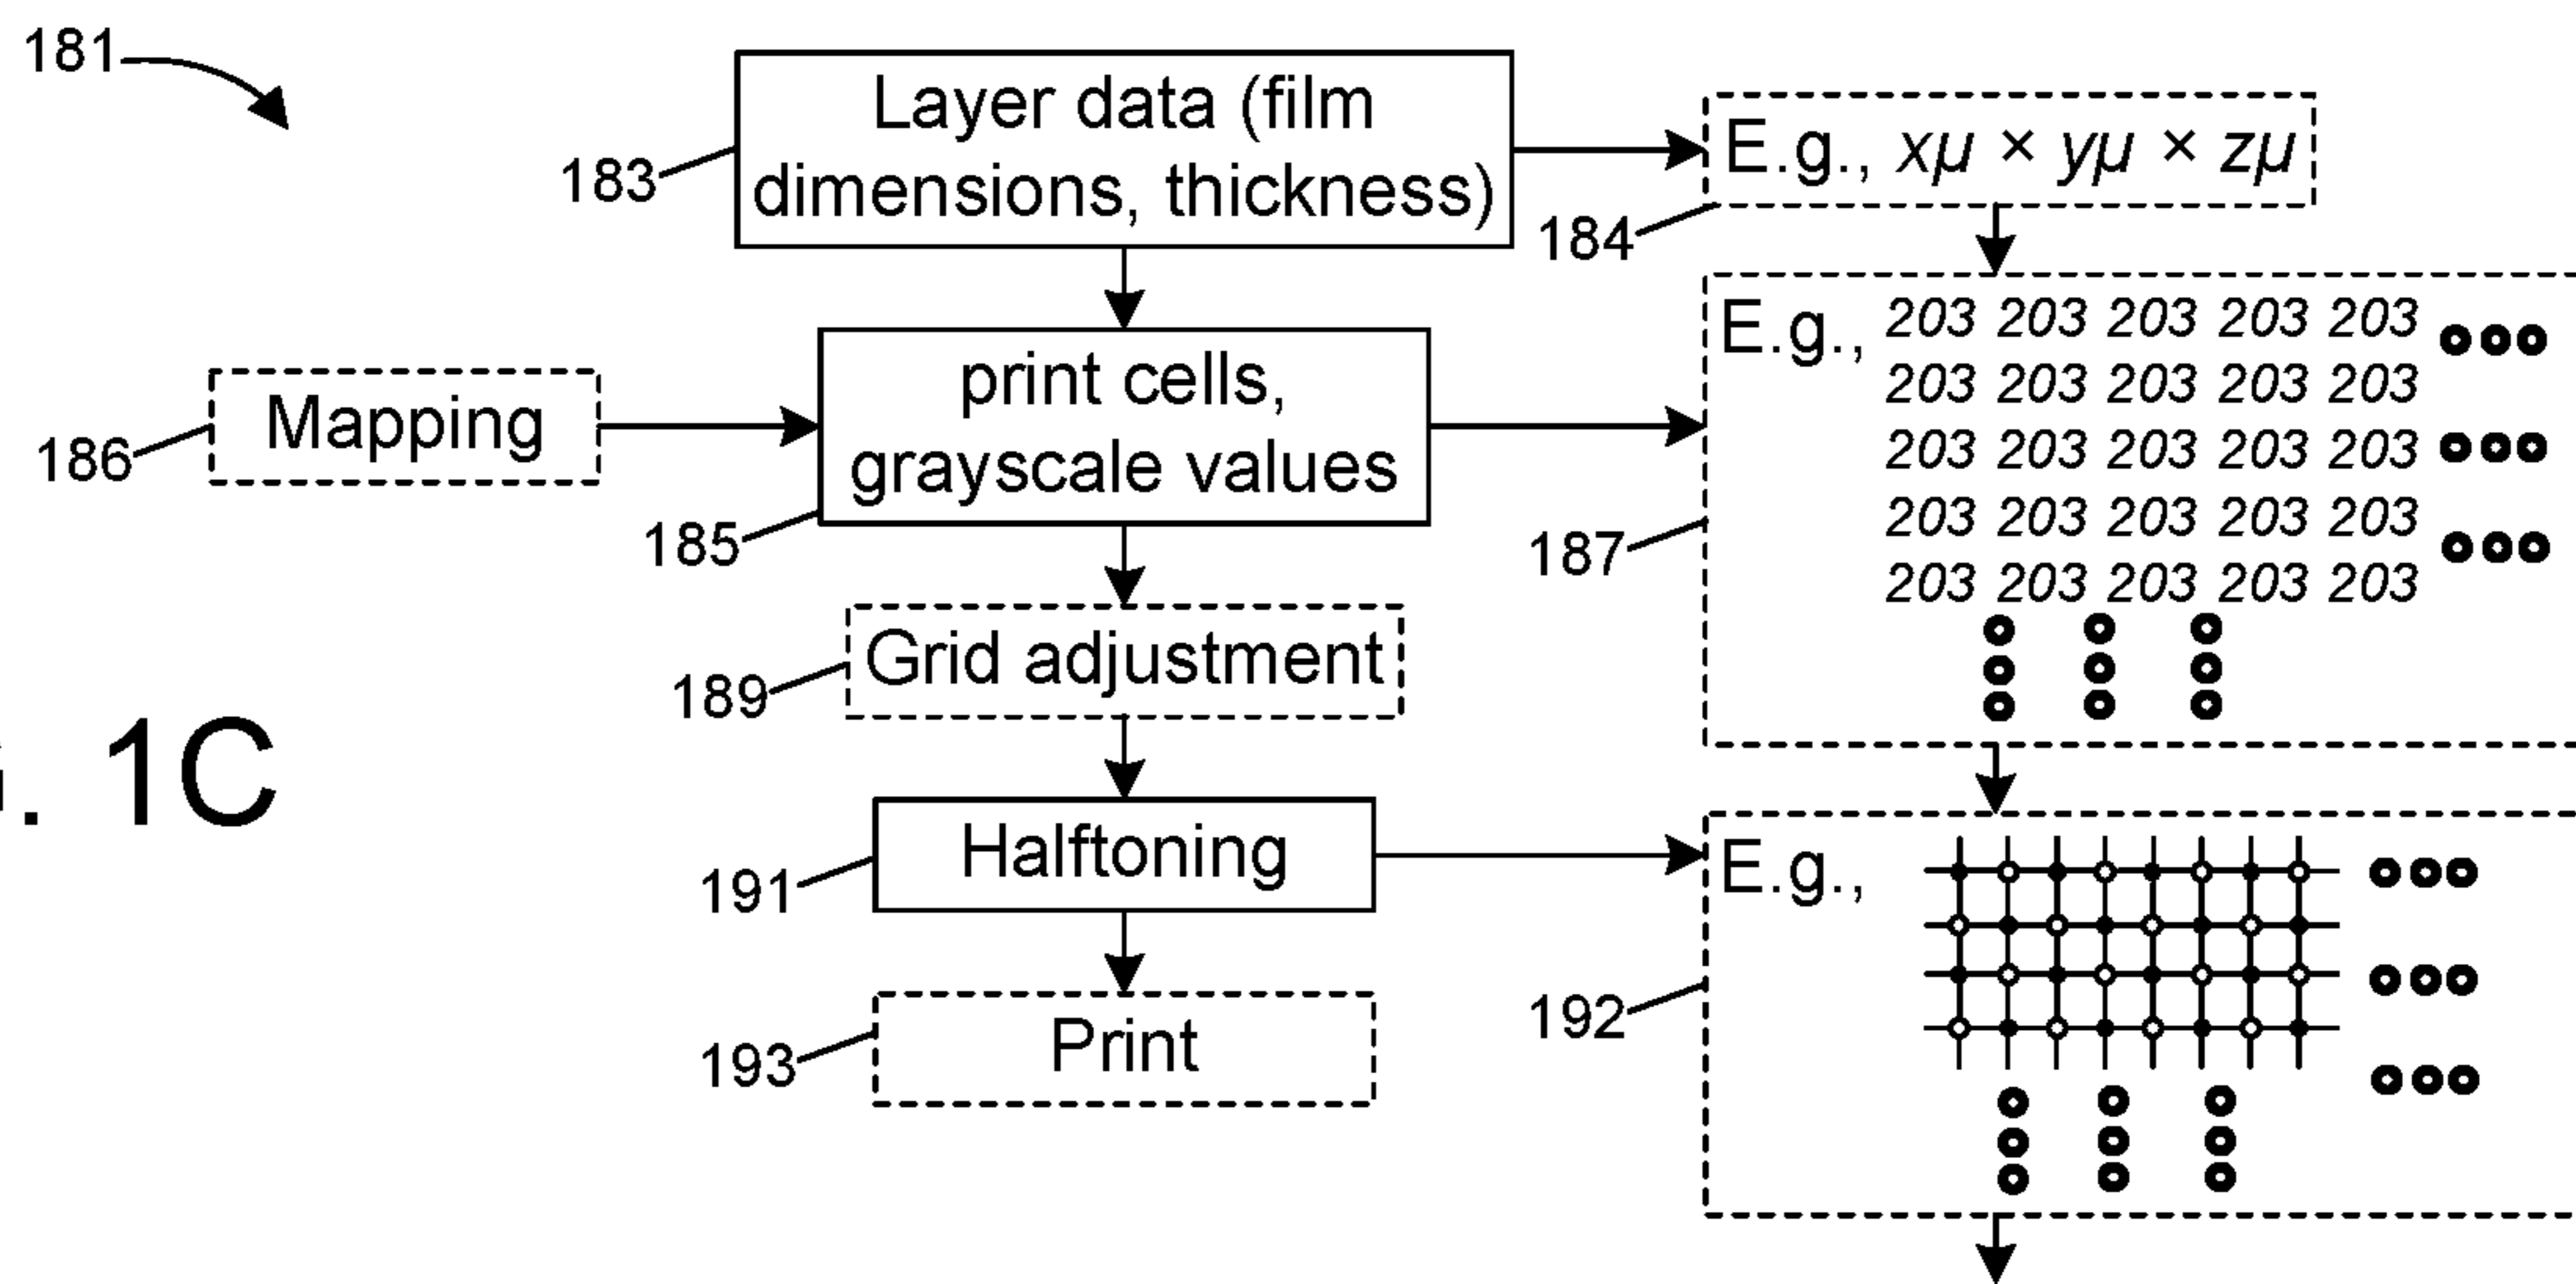 181
Layer data (film
dimensions, thickness)
183
E.g., xµ × yµ × zµ
184
Mapping
186
print cells,
grayscale values
185
E.g., 203 203 203 203 203
203 203 203 203 203
203 203 203 203 203
203 203 203 203 203
203 203 203 203 203
187
Grid adjustment
189
. 1C
Halftoning
191
E.g.,
192
Print
193